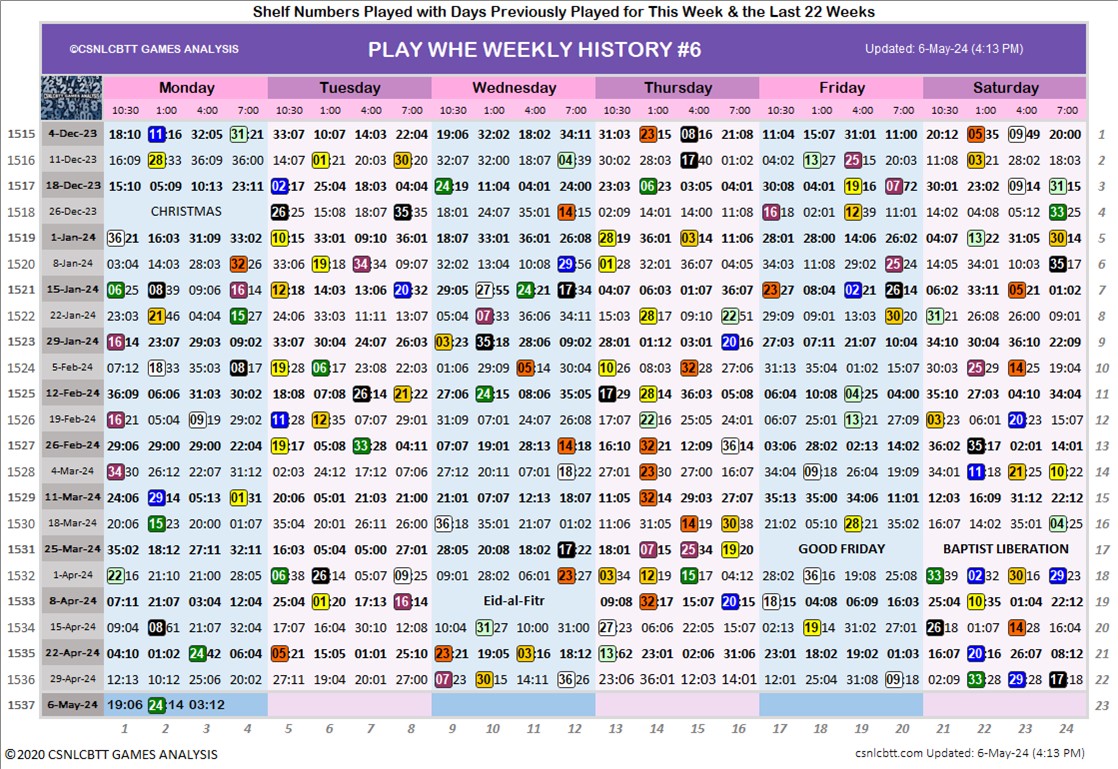 Shelf Numbers Played with Days Previously Played for This Week & the Last 22 Weeks
©CSNLCBTT GAMES ANALYSIS PLAY WHE WEEKLY HISTORY #6 Updated: 6-May-24 (4:13 PM)
Monday Tuesday Wednesday Thursday Friday Saturday
10:30 1:00 4:00 7:00 10:30 1:00 4:00 7:00 10:30 1:00 4:00 7:00 10:30 1:00 4:00 7:00 10:30 1:00 4:00 7:00 10:30 1:00 4:00 7:00
1515 4-Dec-23 18:10 11:16 32:05 31:21 33:07 10:07 14:03 22:04 19:06 32:02 18:02 34:11 31:03 23:15 08:16 21:08 11:04 15:07 31:01 11:00 20:12 05:35 09:49 20:00 1
1516 11-Dec-23 16:09 28:33 36:09 36:00 14:07 01:21 20:03 30:20 32:07 32:00 18:07 04:39 30:02 28:03 17:40 01:02 04:02 13:27 25:15 20:03 11:08 03:21 28:02 18:03 2
1517 18-Dec-23 15:10 05:09 10:13 23:11 02:17 25:04 18:03 04:04 24:19 11:04 04:01 24:00 23:03 06:23 03:05 04:01 30:08 04:01 19:16 07:72 30:01 23:02 09:14 31:15 3
1518 26-Dec-23 CHRISTMAS 26:25 15:08 18:07 35:35 18:01 24:07 35:01 14:15 02:09 14:01 14:00 11:08 17:18 02:01 12:39 11:01 14:02 04:08 05:12 33:25 4
1519 1-Jan-24 36:21 16:03 31:09 33:02 10:15 33:01 09:10 36:01 18:07 33:01 36:01 26:08 28:19 36:01 03:14 11:06 28:01 28:00 14:06 26:02 04:07 13:22 31:05 30:14 5
1520 8-Jan-24 03:04 14:03 28:03 32:26 33:06 19:18 34:34 09:07 32:02 13:04 10:08 29:56 01:28 32:01 36:07 04:05 34:03 11:08 29:02 25:24 14:05 34:01 10:03 35:17 6
1521 15-Jan-24 06:25 08:39 09:06 16:14 12:18 14:03 13:06 20:32 29:05 27:55 24:21 17:34 04:07 06:03 01:07 36:07 23:27 08:04 02:21 26:14 06:02 33:11 05:21 01:02 7
1522 22-Jan-24 23:03 21:46 04:04 15:27 24:06 33:03 11:11 13:07 05:04 07:33 36:06 34:11 15:03 28:17 09:10 22:51 29:09 09:01 13:03 30:20 31:21 26:08 26:00 09:01 8
1523 29-Jan-24 16:14 23:07 29:03 09:02 33:07 30:04 24:07 26:03 03:23 35:18 28:06 09:02 28:01 01:12 03:01 20:16 27:03 07:11 21:07 10:04 34:10 30:04 36:10 22:09 9
1524 5-Feb-24 07:12 18:33 35:03 08:17 19:28 06:17 23:08 22:03 01:06 29:09 05:14 30:04 10:26 08:03 32:28 27:06 31:13 35:04 01:02 15:07 30:03 25:29 14:25 19:04 10
1525 12-Feb-24 36:09 06:06 31:03 30:02 18:08 07:08 26:14 21:22 27:06 24:15 08:06 35:05 17:29 28:14 36:03 05:08 06:04 10:08 04:25 04:00 35:10 27:03 04:10 34:04 11
1526 19-Feb-24 16:21 05:04 09:19 29:02 11:28 12:35 07:07 29:01 31:09 07:01 24:07 26:08 17:07 22:16 25:05 24:01 06:07 25:01 13:21 27:09 03:23 06:01 20:23 15:07 12
1527 26-Feb-24 29:06 29:00 29:00 22:04 19:17 05:08 33:28 04:11 07:07 19:01 28:13 14:18 16:10 32:21 12:09 36:14 03:05 28:02 02:13 14:02 36:02 35:17 02:01 14:01 13
1528 4-Mar-24 34:30 26:12 22:07 31:12 02:03 24:12 17:12 07:06 27:12 20:11 07:01 18:22 27:01 23:30 27:00 16:07 34:04 09:18 26:04 19:09 34:01 11:18 21:25 10:22 14
1529 11-Mar-24 24:06 29:14 05:13 01:31 20:06 05:01 21:03 21:00 21:01 07:07 12:13 18:07 11:05 32:14 29:03 27:07 35:13 35:00 34:06 11:01 12:03 16:09 31:12 22:12 15
1530 18-Mar-24 20:06 15:23 20:00 01:07 35:04 20:01 26:11 26:00 36:18 35:01 21:07 01:02 11:06 31:05 14:19 30:38 21:02 05:10 28:21 35:02 16:07 14:02 35:01 04:25 16
1531 25-Mar-24 35:02 18:12 27:11 32:11 16:03 05:04 05:00 27:01 28:05 20:08 18:02 17:22 18:01 07:15 25:34 19:20 GOOD FRIDAY BAPTIST LIBERATION 17
1532 1-Apr-24 22:16 21:10 21:00 28:05 06:38 26:14 05:07 09:25 09:01 28:02 06:01 23:27 03:34 12:19 15:17 04:12 28:02 36:16 19:08 25:08 33:39 02:32 30:16 29:23 18
1533 8-Apr-24 07:11 21:07 03:04 12:04 25:04 01:20 17:13 16:14 Eid-al-Fitr 09:08 32:17 15:07 20:15 18:15 04:08 06:09 16:03 25:04 10:35 01:04 22:12 19
1534 15-Apr-24 09:04 08:61 21:07 32:04 17:07 16:04 30:10 12:08 10:04 31:27 10:00 31:00 27:23 06:06 22:05 15:07 02:13 19:14 31:02 27:01 26:18 01:07 14:28 16:04 20
1535 22-Apr-24 04:10 01:02 24:42 06:04 05:21 15:05 01:01 25:10 23:21 19:05 03:16 18:12 13:62 23:01 02:06 31:06 23:01 18:02 19:02 01:03 16:07 20:16 26:07 08:12 21
1536 29-Apr-24 12:13 10:12 25:06 20:02 27:11 19:04 20:01 27:00 07:23 30:15 14:11 36:26 23:06 36:01 12:03 14:01 12:01 25:04 31:08 09:18 02:09 33:28 29:28 17:18 22
1537 6-May-24 19:06 24:14 03:12 23
1 2 3 4 5 6 7 8 9 10 11 12 13 14 15 16 17 18 19 20 21 22 23 24
©2020 CSNLCBTT GAMES ANALYSIS csnlcbtt.com Updated: 6-May-24 (4:13 PM)